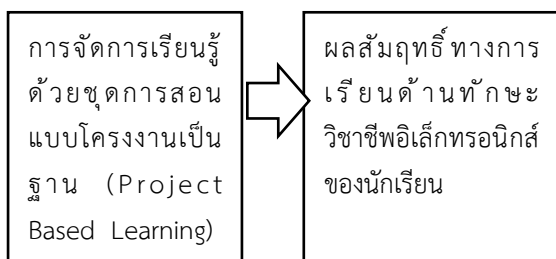 การจัดการเรียนรู้
ด้วยชุดการสอน
แบบโครงงานเป็น
ฐาน (Project
Based Learning)
ผลสัมฤทธิ์ทางการ
เรียนด้านทักษะ
วิชาชีพอิเล็กทรอนิกส์
ของนักเรียน